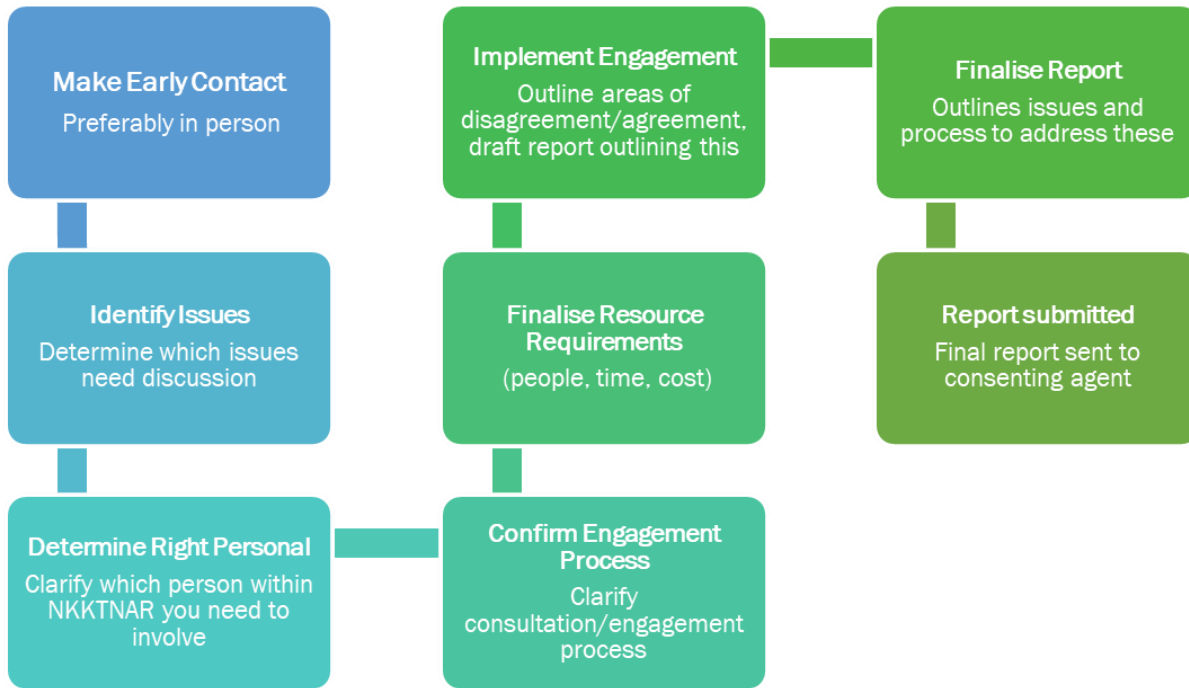 Make Early Contact
Preferably in person
Identify Issues
Determine which issues
need discussion
Determine Right Personal
Clarify which person within
NKKTNAR you need to
involve
Confirm Engagement
Process
Clarify
consultation/engagement
process
Finalise Resource
Requirements
(people, time, cost)
Implement Engagement
Outline areas of
disagreement/agreement,
draft report outlining this
Finalise Report
Outlines issues and
process to address these
Report submitted
Final report sent to
consenting agent